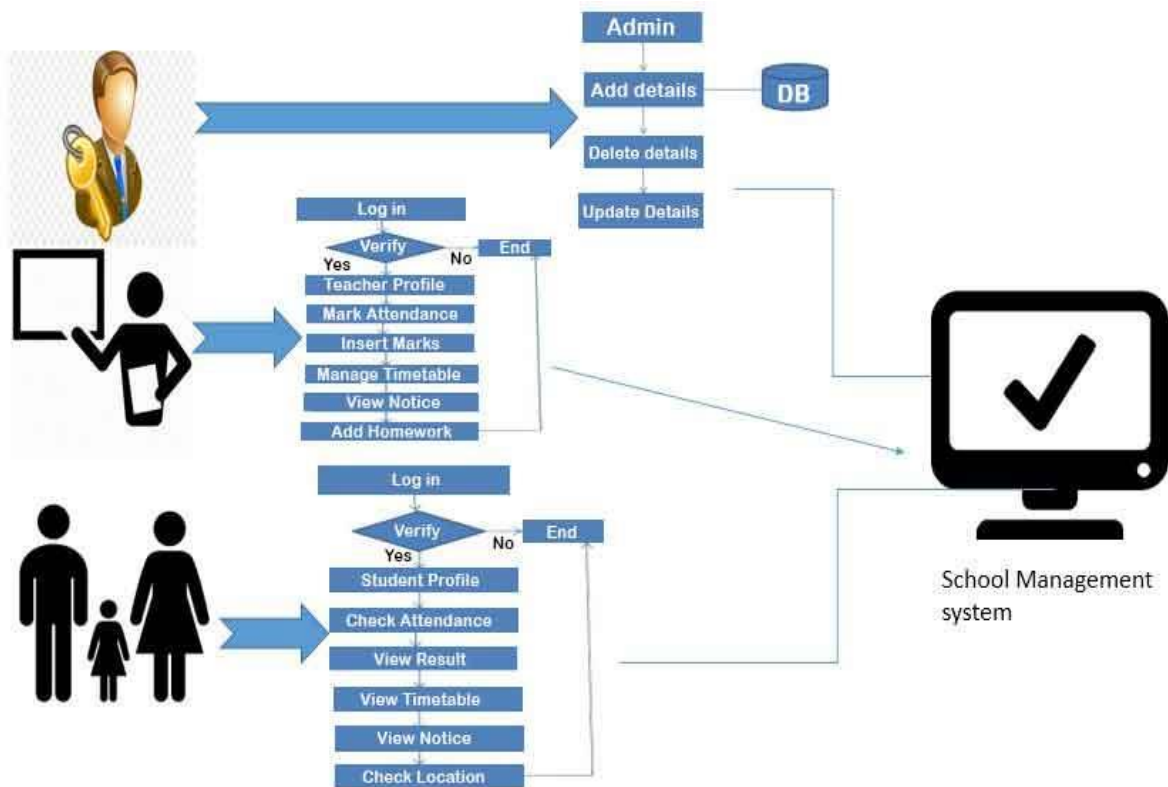 Admin
Add details
DB
Delete details
Update Details
Log in
Verify
End
Yes
No
Teacher Profile
Mark Attendance
Insert Marks
Manage Timetable
View Notice
Add Homework
Log in
Verify
End
Yes
No
Student Profile
Check Attendance
View Result
View Timetable
View Notice
Check Location
School Management
system